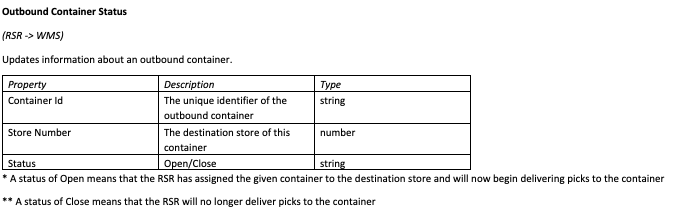 Outbound Container Status
(RSR -> WMS)
Updates information about an outbound container.
Property Description Type
Container Id The unique identifier of the string
outbound container
Store Number The destination store of this number
container
Status Open/Close string
* A status of Open means that the RSR has assigned the given container to the destination store and will now begin delivering picks to the container
** A status of Close means that the RSR will no longer deliver picks to the container